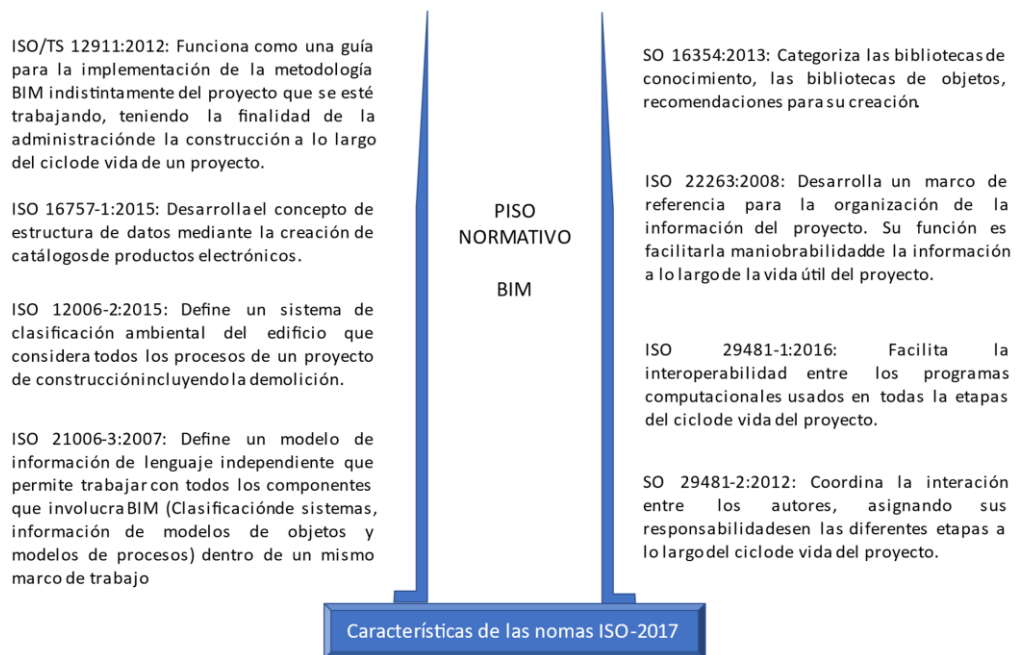 ISO/TS 12911:2012: Funciona como una guía
para la implementación de la metodología
BIM indistintamente del proyecto que se esté
trabajando, teniendo la finalidad de la
administraciónde la construcción a lo largo
del ciclode vida de un proyecto.
ISO 16757-1:2015: Desarrollael concepto de
estructura de datos mediante la creación de
catálogosde productos electrónicos.
ISO 12006-2:2015: Define un sistema de
clasificación ambiental del edificio que
considera todos los procesos de un proyecto
de construcciónincluyendo la demolición.
ISO 21006-3:2007: Define un modelo de
información de lenguaje independiente que
permite trabajar con todos los componentes
que involucra BIM (Clasificaciónde sistemas,
información de modelos de objetos y
modelos de procesos) dentro de un mismo
marco de trabajo
PISO
NORMATIVO
BIM
SO 16354:2013: Categoriza las bibliotecas de
conocimiento, las bibliotecas de objetos,
recomendaciones para su creación.
ISO 22263:2008: Desarrolla un marco de
referencia para la organización de la
información del proyecto. Su función es
facilitarla maniobrabilidadde la información
a lo largo de la vida útil del proyecto.
ISO 29481-1:2016: Facilita la
interoperabilidad entre los programas
computacionales usados en todas la etapas
del ciclode vida del proyecto.
SO 29481-2:2012: Coordina la interación
entre los autores, asignando sus
responsabilidadesen las diferentes etapas a
lo largo del ciclode vida del proyecto.
Características de las nomas ISO-2017